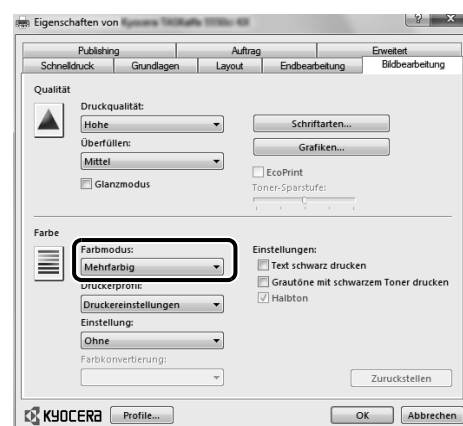 Eigenschaften von
Publishing Auftrag Erweitert
Schnelldruck Grundlagen Layout Endbearbeitung Bildbearbeitung
Qualität
Druckqualität:
Hohe Schriftarten...
Überfüllen: Grafiken...
Mittel
EcoPrint
Glanzmodus Toner-Sparstufe:
Farbe
Farbmodus: Einstellungen:
Mehrfarbig Text schwarz drucken
Druckerprofil: Grautöne mit schwarzem Toner drucken
Druckereinstellungen Halbton
Einstellung:
Ohne
Farbkonvertierung:
Zuruckstellen
KYOCERA Profile... OK Abbrechen